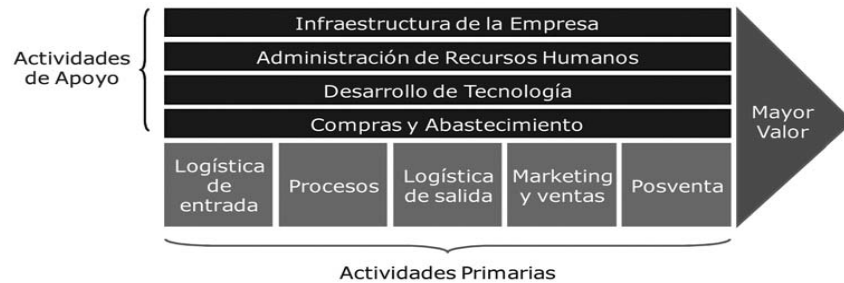 Infraestructura de la Empresa
Actividades
de Apoyo
Administración de Recursos Humanos
Desarrollo de Tecnología
Compras y Abastecimiento
Mayor
Valor
Logística
de
entrada
Procesos
Logística
de salida
Marketing
y ventas
Posventa
Actividades Primarias